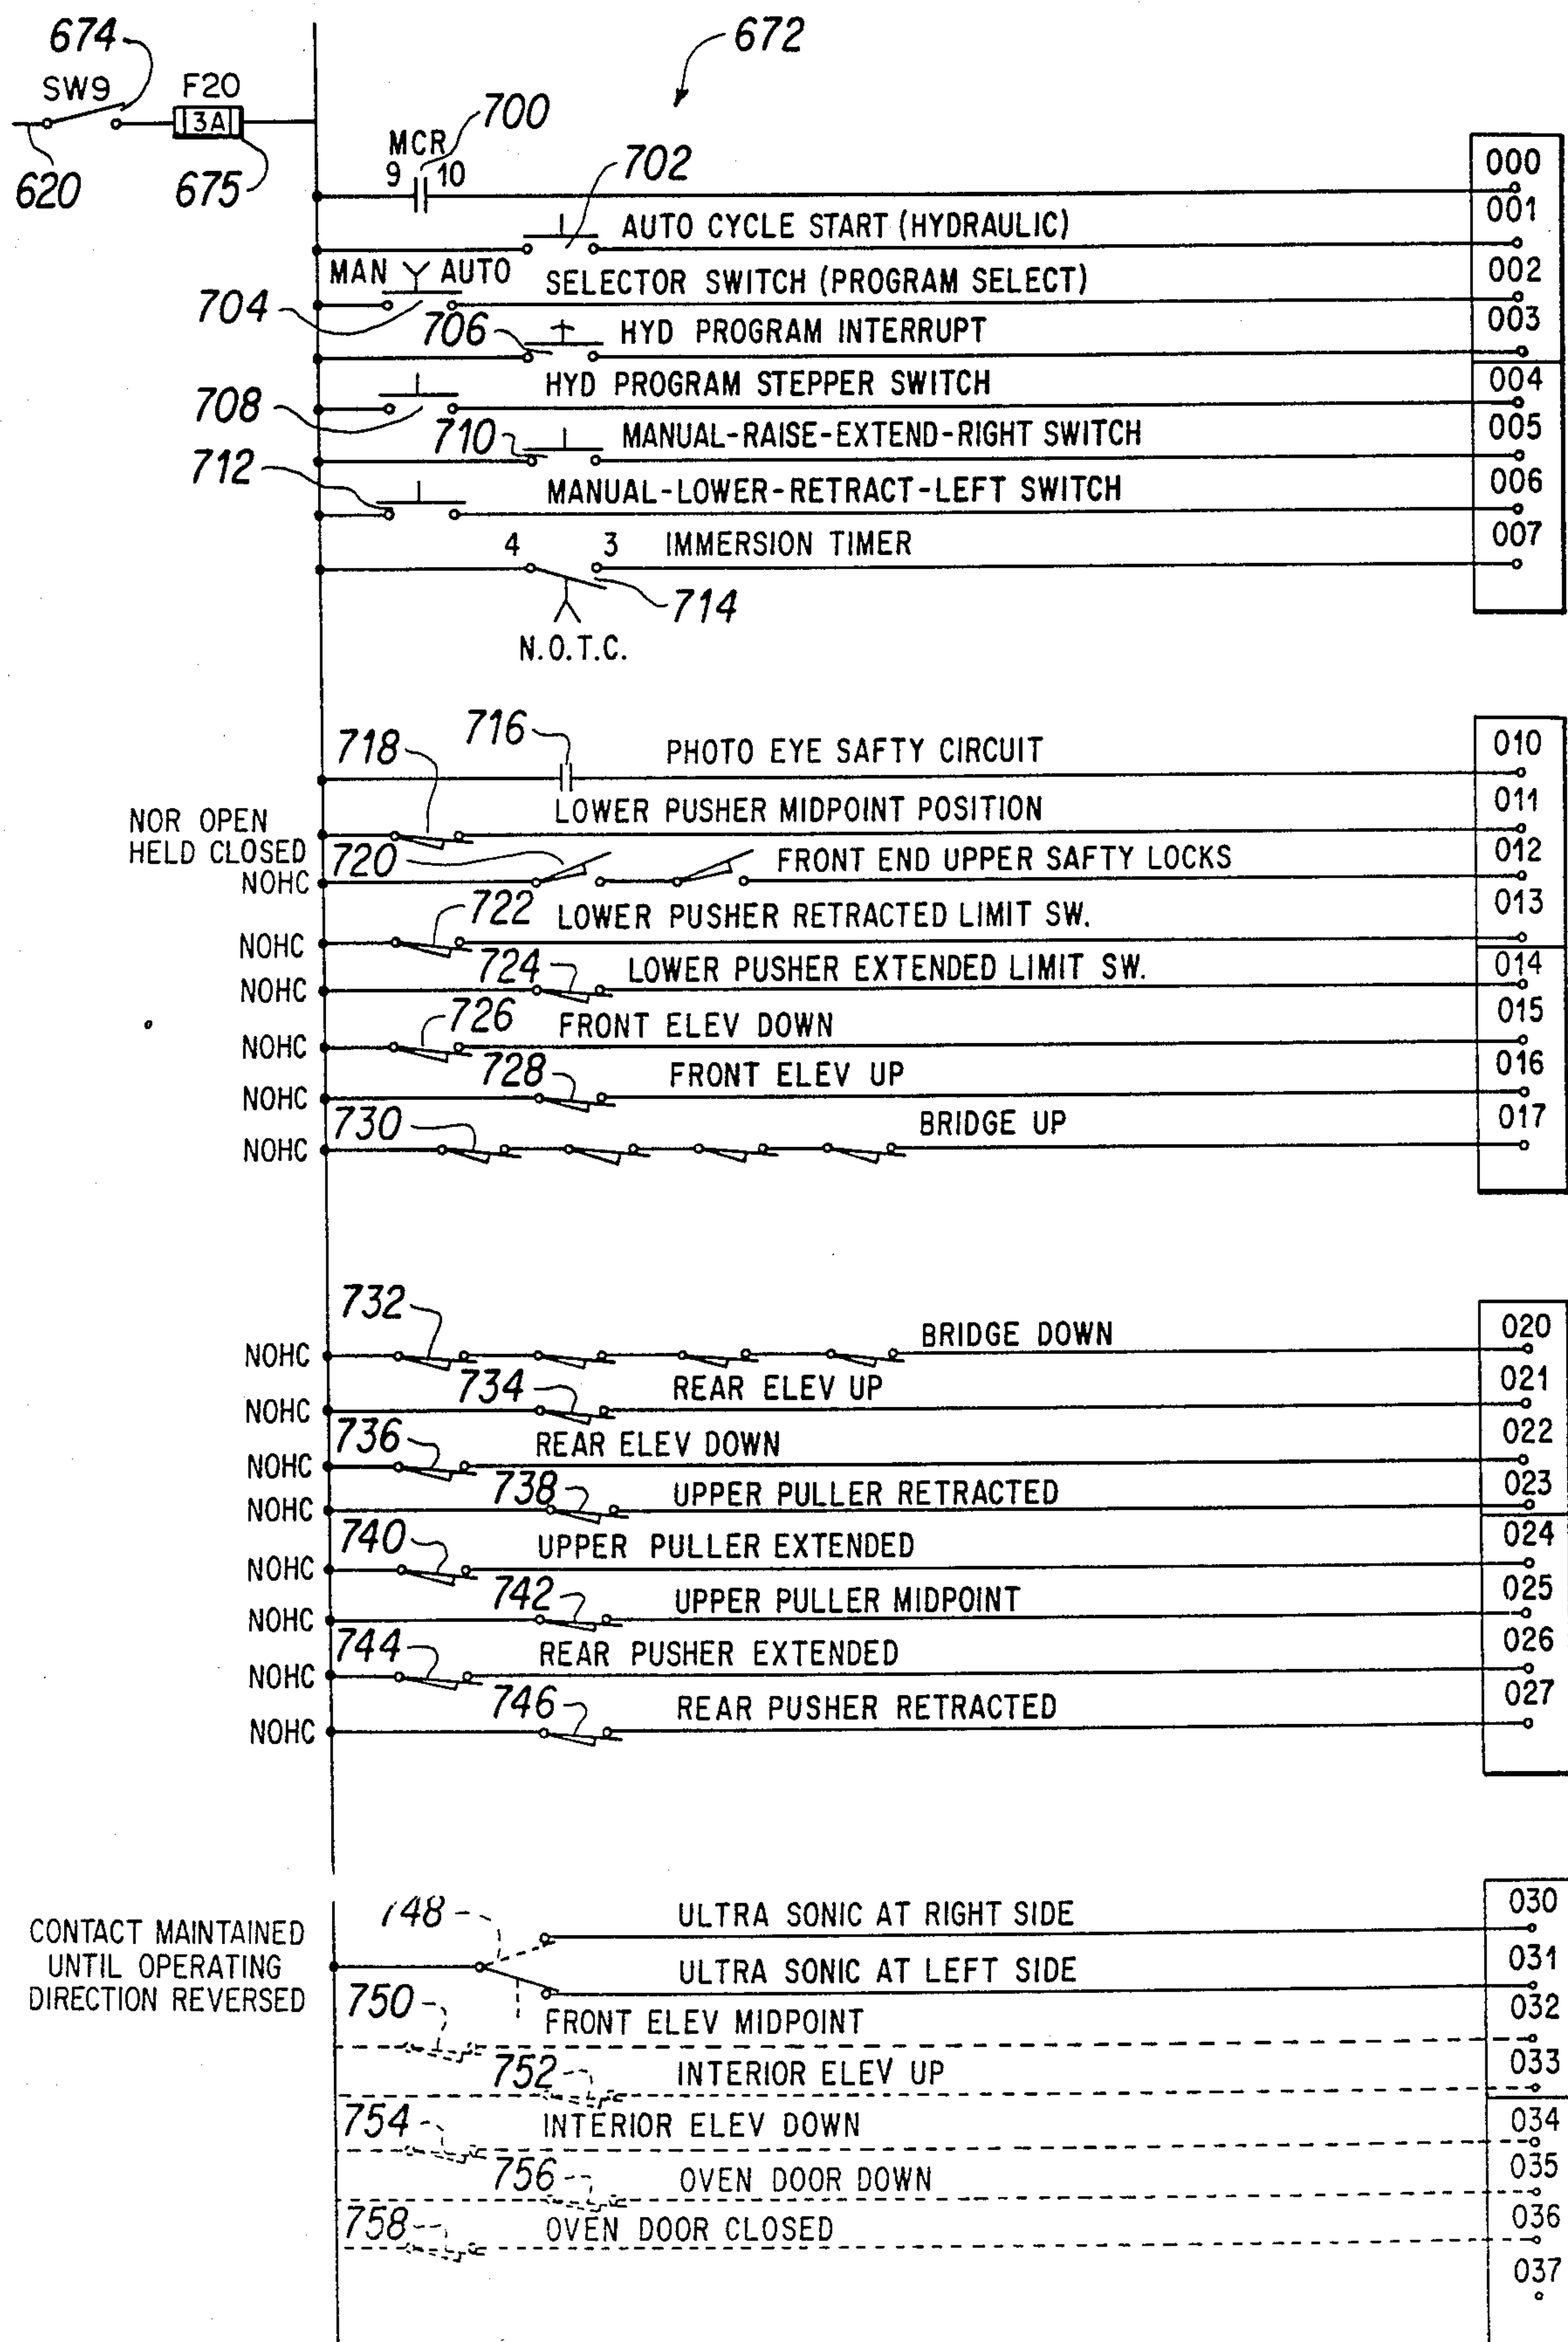 674
672
SW9
F20
3A
620
675
MCR
700
9 10
702
000
AUTO CYCLE START (HYDRAULIC)
001
MAN AUTO
704
SELECTOR SWITCH (PROGRAM SELECT)
002
706
HYD PROGRAM INTERRUPT
003
708
HYD PROGRAM STEPPER SWITCH
004
710
MANUAL-RAISE-EXTEND-RIGHT SWITCH
005
712
MANUAL-LOWER-RETRACT-LEFT SWITCH
006
4 3 IMMERSION TIMER
007
714
N.O.T.C.
718
716
PHOTO EYE SAFTY CIRCUIT
010
NOR OPEN
HELD CLOSED
LOWER PUSHER MIDPOINT POSITION
011
NOHC
720
FRONT END UPPER SAFTY LOCKS
012
NOHC
722
LOWER PUSHER RETRACTED LIMIT SW.
013
NOHC
724
LOWER PUSHER EXTENDED LIMIT SW.
014
NOHC
726
FRONT ELEV DOWN
015
NOHC
728
FRONT ELEV UP
016
NOHC
730
BRIDGE UP
017
NOHC
732
BRIDGE DOWN
020
NOHC
734
REAR ELEV UP
021
NOHC
736
REAR ELEV DOWN
022
NOHC
738
UPPER PULLER RETRACTED
023
NOHC
740
UPPER PULLER EXTENDED
024
NOHC
742
UPPER PULLER MIDPOINT
025
NOHC
744
REAR PUSHER EXTENDED
026
NOHC
746
REAR PUSHER RETRACTED
027
CONTACT MAINTAINED
UNTIL OPERATING
DIRECTION REVERSED
748
ULTRA SONIC AT RIGHT SIDE
030
ULTRA SONIC AT LEFT SIDE
031
750
FRONT ELEV MIDPOINT
032
752
INTERIOR ELEV UP
033
754
INTERIOR ELEV DOWN
034
756
OVEN DOOR DOWN
035
758
OVEN DOOR CLOSED
036
037